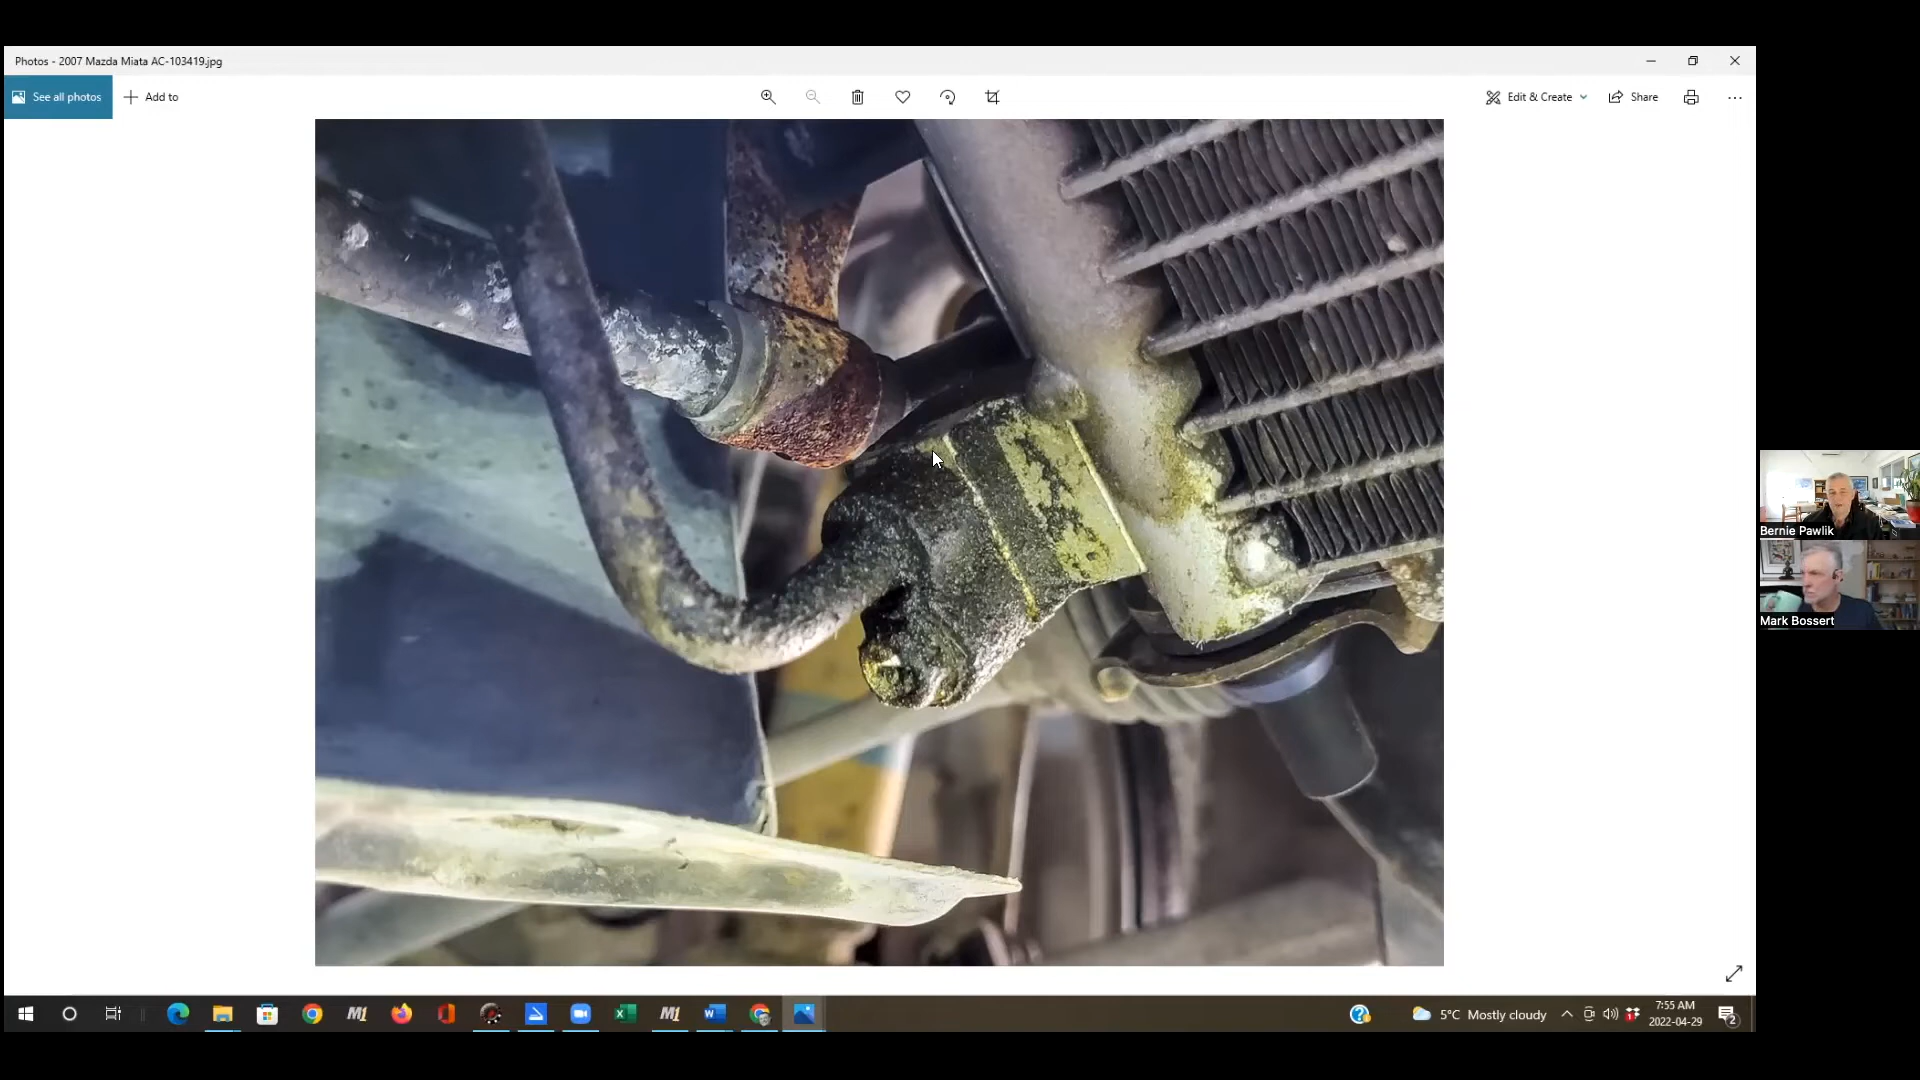 Photos - 2007 Mazda Miata AC-103419.jpg
See all photos
Add to
Edit & Create
Share
Bernie Pawlik
Mark Bossert
5°C Mostly cloudy
7:55 AM
2022-04-29
2